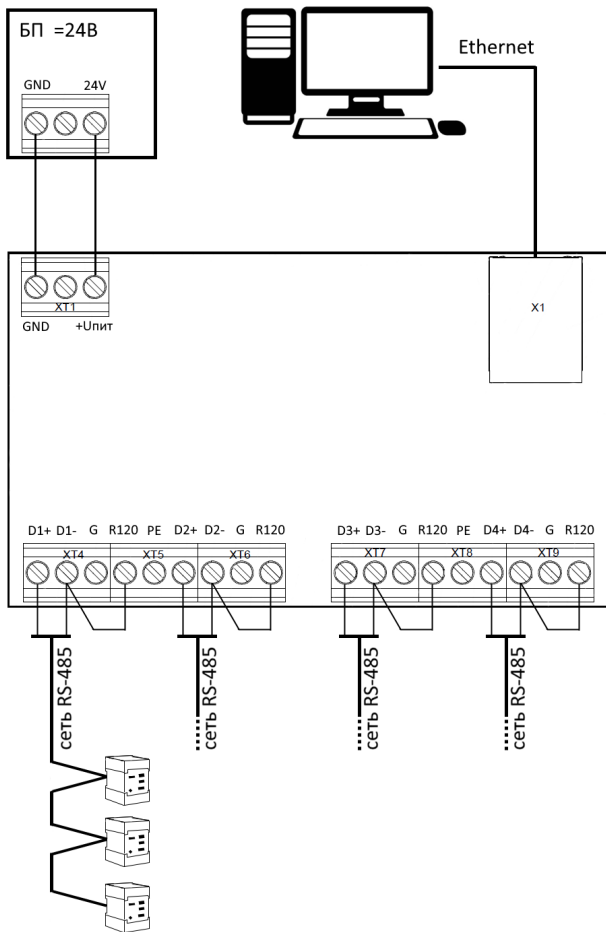 БП =24В
Ethernet
GND 24V
XT1
GND +Uпит
X1
D1+ D1- G R120 PE D2+ D2- G R120
D3+ D3- G R120 PE D4+ D4- G R120
XT4 XT5 XT6
XT7 XT8 XT9
сеть RS-485
сеть RS-485
сеть RS-485
сеть RS-485